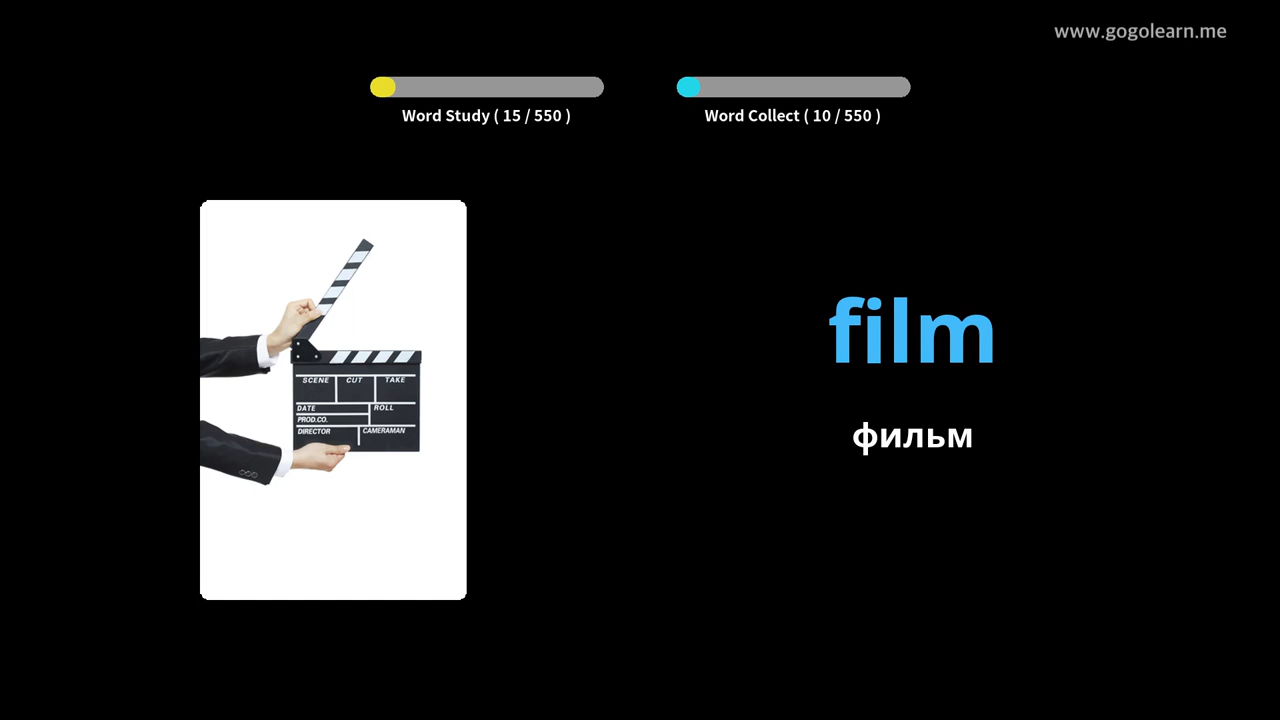 www.gogolearn.me
Word Study ( 15 / 550 )
Word Collect ( 10 / 550 )
SCENE CUT TAKE
DATE ROLL
PROD.CO.
DIRECTOR CAMERAMAN
film
фильм